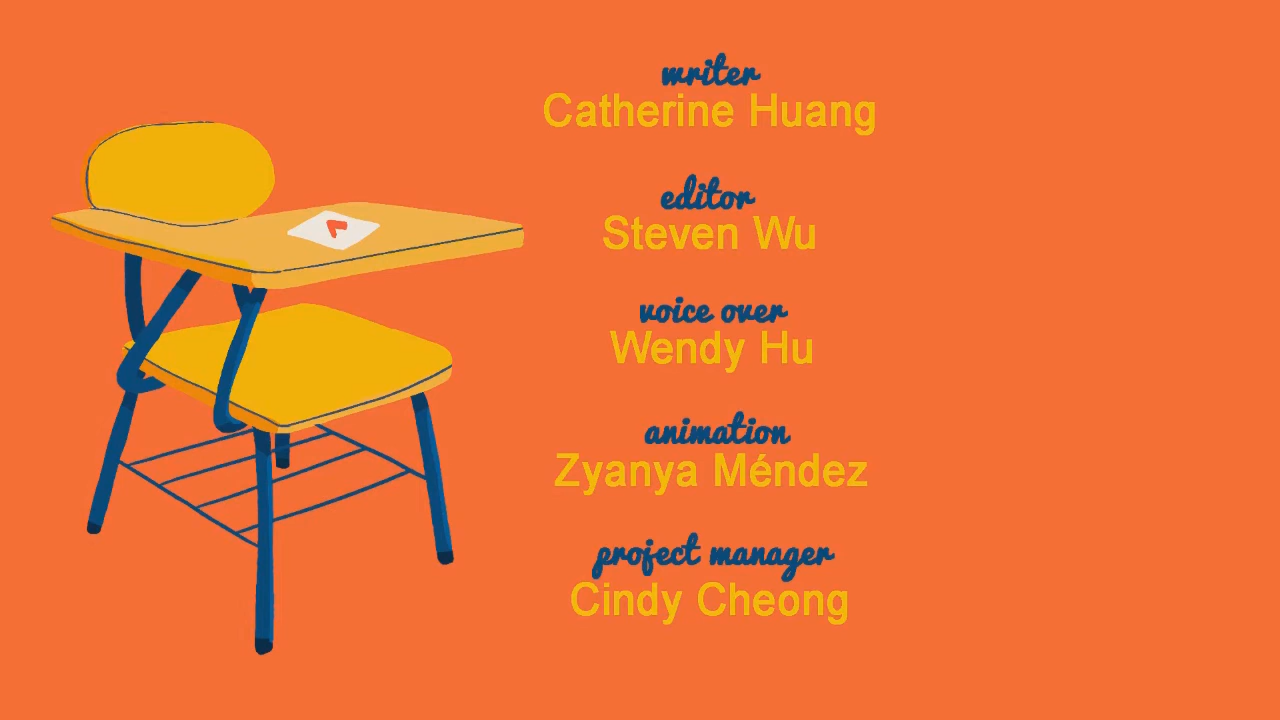 writer
Catherine Huang
editor
Steven Wu
voice over
Wendy Hu
animation
Zyanya Méndez
project manager
Cindy Cheong